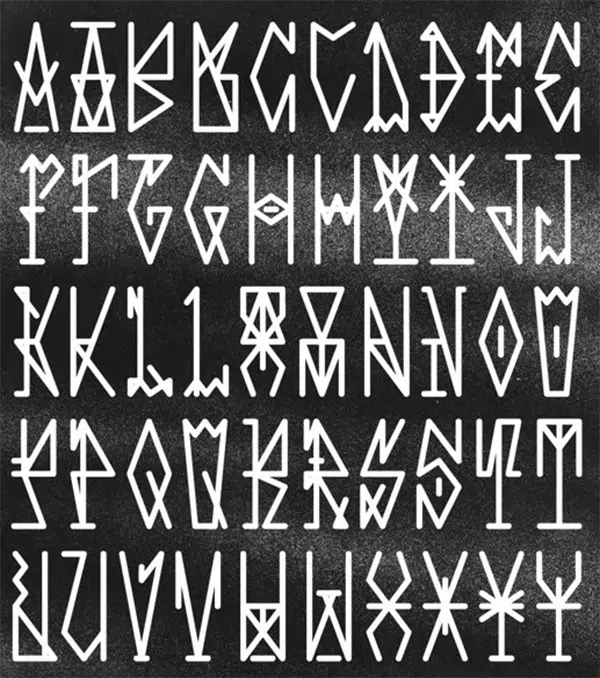 AABBCCDDEE
FFGGHHIIJJ
KKLLMMNNOO
PPQQRRSSTT
UUVVWWXXYY